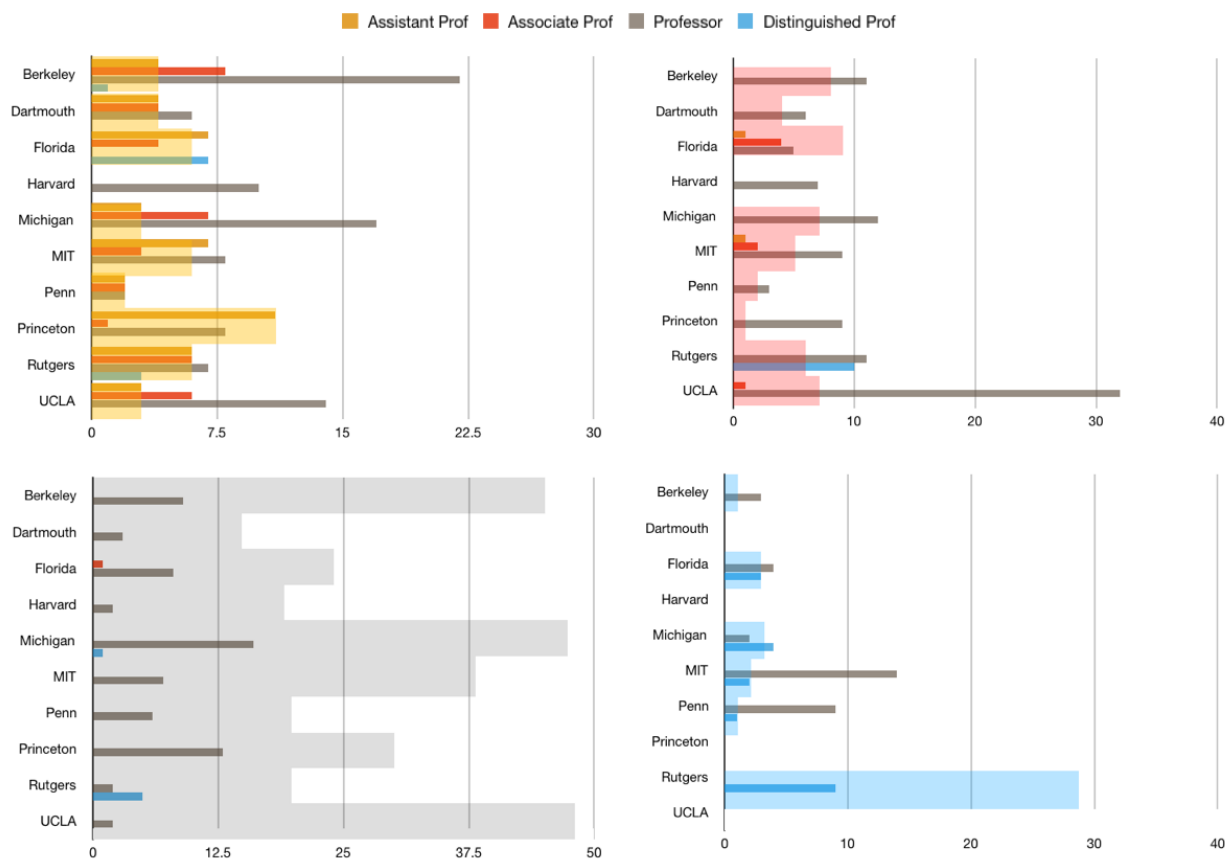 Assistant Prof Associate Prof Professor Distinguished Prof
Berkeley
Dartmouth
Florida
Harvard
Michigan
MIT
Penn
Princeton
Rutgers
UCLA
0 7.5 15 22.5 30
Berkeley
Dartmouth
Florida
Harvard
Michigan
MIT
Penn
Princeton
Rutgers
UCLA
0 10 20 30 40
Berkeley
Dartmouth
Florida
Harvard
Michigan
MIT
Penn
Princeton
Rutgers
UCLA
0 12.5 25 37.5 50
Berkeley
Dartmouth
Florida
Harvard
Michigan
MIT
Penn
Princeton
Rutgers
UCLA
0 10 20 30 40